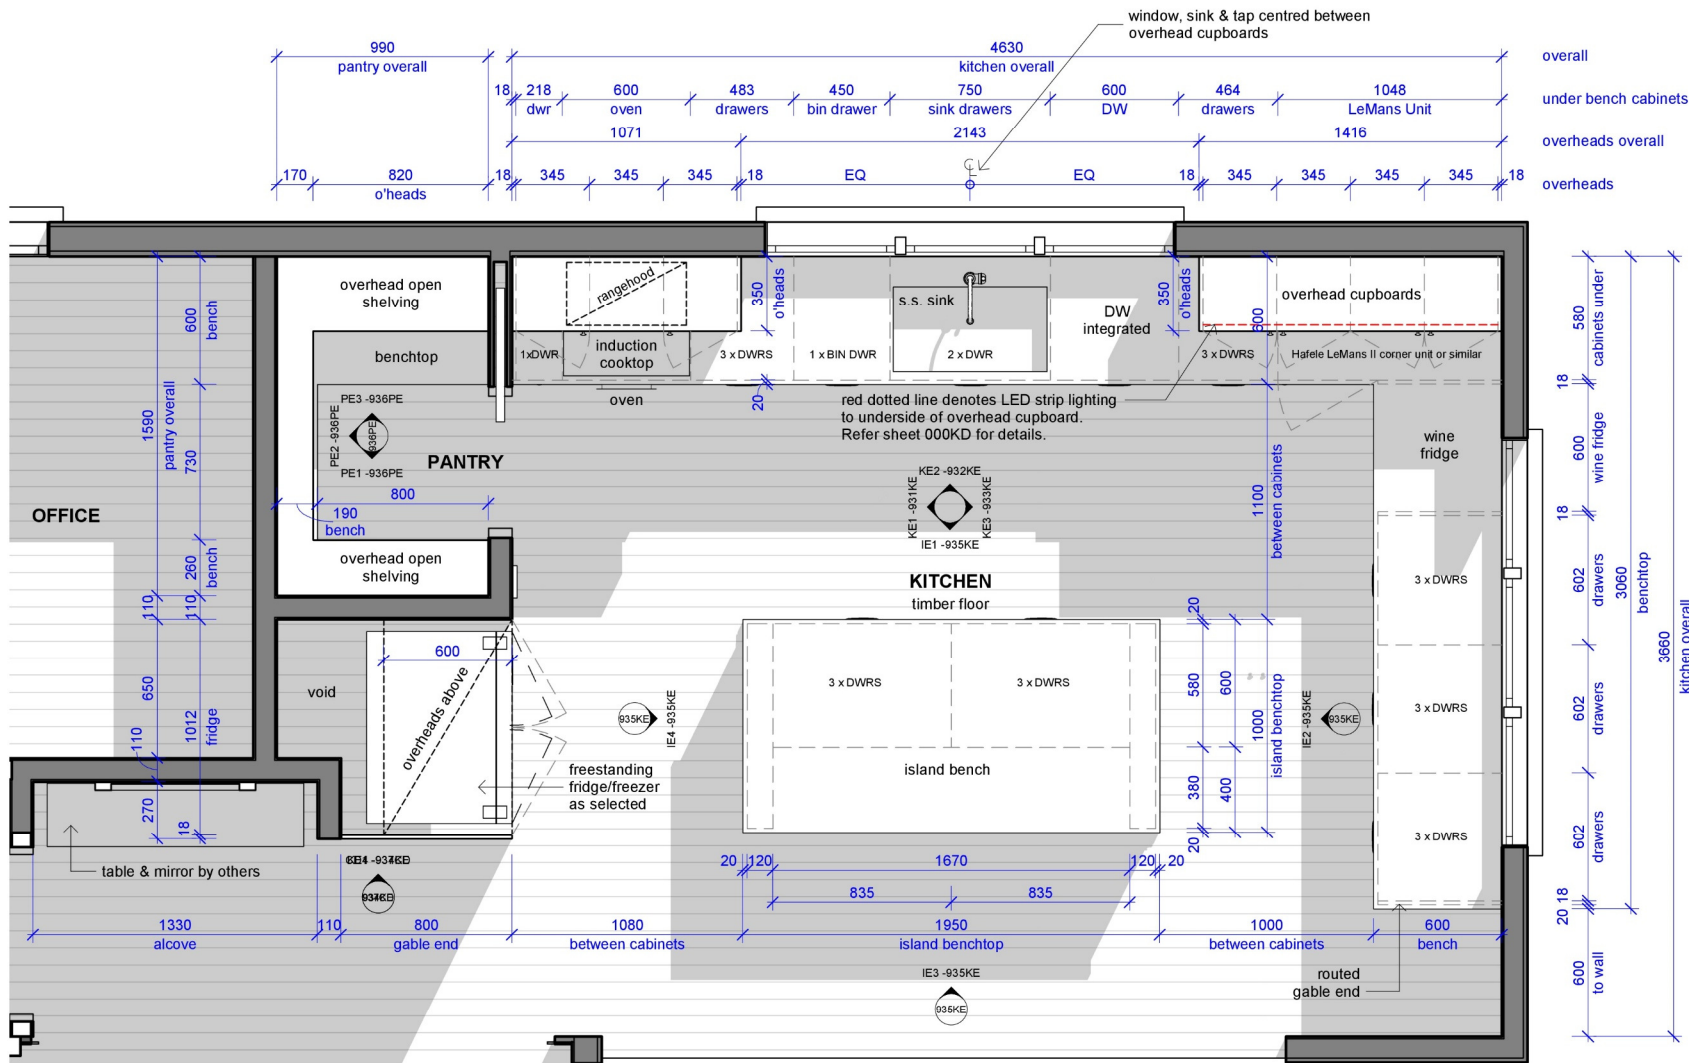 window, sink & tap centred between
overhead cupboards
990
pantry overall
4630
kitchen overall
overall
18
218
dwr
600
oven
483
drawers
450
bin drawer
750
sink drawers
600
DW
464
drawers
1048
LeMans Unit
under bench cabinets
1071
2143
1416
overheads overall
170
820
o'heads
18
345
345
345
18
EQ
EQ
18
345
345
345
345
18
overheads
overhead open
shelving
rangehood
350
o'heads
s.s. sink
DW
integrated
350
o'heads
overhead cupboards
600
580
cabinets under
600
bench
benchtop
1xDWR
induction
cooktop
3 x DWRS
1 x BIN DWR
2 x DWR
3 x DWRS
Hafele LeMans II corner unit or similar
18
oven
20
red dotted line denotes LED strip lighting
to underside of overhead cupboard.
Refer sheet 000KD for details.
PE3 -936PE
PE2 -936PE
936PE
PE1 -936PE
1590
pantry overall
730
PANTRY
wine
fridge
600
wine fridge
KE2 -932KE
KE1 -931KE
KE3 -933KE
IE1 -935KE
1100
between cabinets
800
190
bench
OFFICE
18
overhead open
shelving
260
bench
KITCHEN
timber floor
3 x DWRS
602
drawers
3060
benchtop
3660
kitchen overall
110
110
20
600
void
overheads above
3 x DWRS
3 x DWRS
580
600
1000
island benchtop
650
1012
fridge
935KE
IE4 -935KE
IE2 -935KE
935KE
3 x DWRS
602
drawers
110
island bench
freestanding
fridge/freezer
as selected
380
400
270
18
20
3 x DWRS
602
drawers
table & mirror by others
20
120
1670
120
20
835
835
18
20
1330
alcove
110
800
gable end
1080
between cabinets
1950
island benchtop
1000
between cabinets
600
bench
IE3 -935KE
935KE
routed
gable end
600
to wall